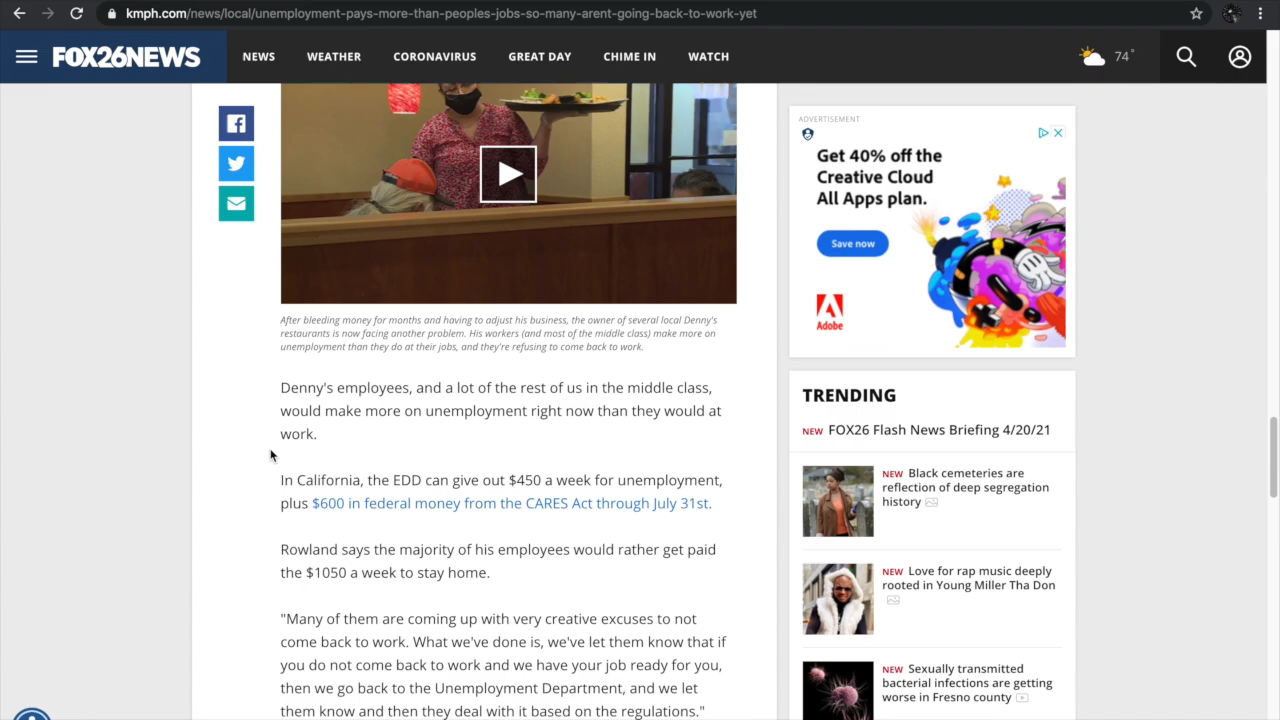 kmph.com/news/local/unemployment-pays-more-than-peoples-jobs-so-many-arent-going-back-to-work-yet
FOX26NEWS
NEWS
WEATHER
CORONAVIRUS
GREAT DAY
CHIME IN
WATCH
74°
After bleeding money for months and having to adjust his business, the owner of several local Denny's
restaurants is now facing another problem. His workers (and most of the middle class) make more on
unemployment than they do at their jobs, and they're refusing to come back to work.
Denny's employees, and a lot of the rest of us in the middle class,
would make more on unemployment right now than they would at
work.
In California, the EDD can give out $450 a week for unemployment,
plus $600 in federal money from the CARES Act through July 31st.
Rowland says the majority of his employees would rather get paid
the $1050 a week to stay home.
"Many of them are coming up with very creative excuses to not
come back to work. What we've done is, we've let them know that if
you do not come back to work and we have your job ready for you,
then we go back to the Unemployment Department, and we let
them know and then they deal with it based on the regulations."
ADVERTISEMENT
Get 40% off the
Creative Cloud
All Apps plan.
Save now
Adobe
TRENDING
NEW FOX26 Flash News Briefing 4/20/21
NEW Black cemeteries are
reflection of deep segregation
history
NEW Love for rap music deeply
rooted in Young Miller Tha Don
NEW Sexually transmitted
bacterial infections are getting
worse in Fresno county